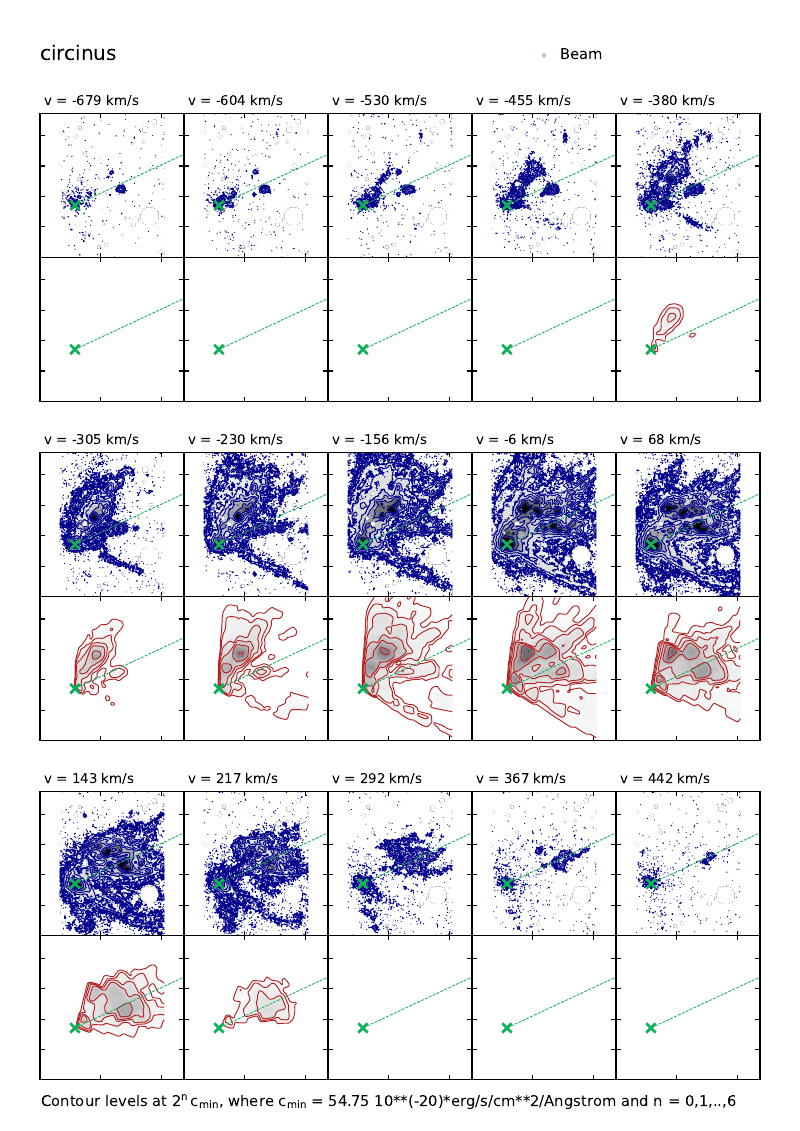 circinus
Beam
v = -679 km/s
v = -604 km/s
v = -530 km/s
v = -455 km/s
v = -380 km/s
v = -305 km/s
v = -230 km/s
v = -156 km/s
v = -6 km/s
v = 68 km/s
v = 143 km/s
v = 217 km/s
v = 292 km/s
v = 367 km/s
v = 442 km/s
Contour levels at 2ⁿ c_min, where c_min = 54.75 10**(-20)*erg/s/cm**2/Angstrom and n = 0,1,..,6